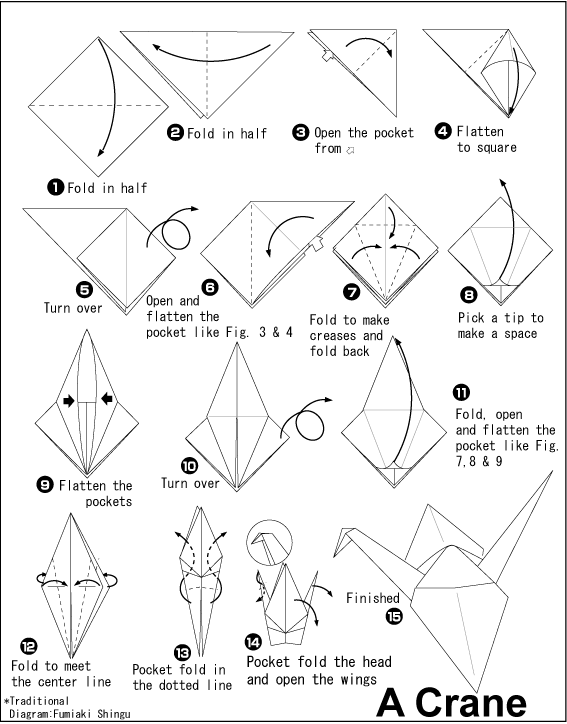 1 Fold in half
2 Fold in half
3 Open the pocket
from
4 Flatten
to square
5
Turn over
6
Open and
flatten the
pocket like Fig. 3 & 4
7
Fold to make
creases and
fold back
8
Pick a tip to
make a space
9 Flatten the
pockets
10
Turn over
11
Fold, open
and flatten the
pocket like Fig.
7,8 & 9
12
Fold to meet
the center line
13
Pocket fold in
the dotted line
14
Pocket fold the head
and open the wings
Finished
15
*Traditional
Diagram:Fumiaki Shingu
A Crane